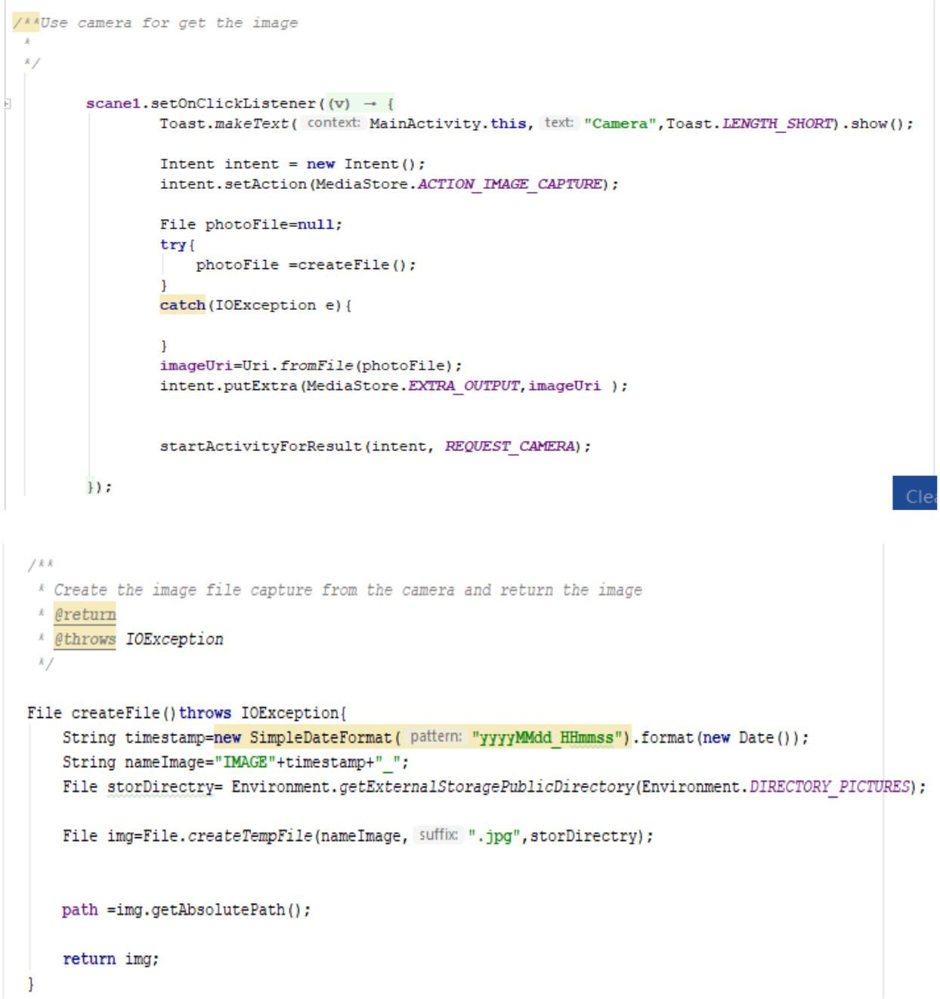 /**Use camera for get the image
*
*/
scane1.setOnClickListener((v) → {
Toast.makeText( context: MainActivity.this, text: "Camera",Toast.LENGTH_SHORT).show();
Intent intent = new Intent();
intent.setAction(MediaStore.ACTION_IMAGE_CAPTURE);
File photoFile=null;
try{
photoFile =createFile();
}
catch(IOException e){
}
imageUri=Uri.fromFile(photoFile);
intent.putExtra(MediaStore.EXTRA_OUTPUT,imageUri );
startActivityForResult(intent, REQUEST_CAMERA);
});
Clea
/**
* Create the image file capture from the camera and return the image
* @return
* @throws IOException
*/
File createFile()throws IOException{
String timestamp=new SimpleDateFormat( pattern: "yyyyMMdd_HHmmss").format(new Date());
String nameImage="IMAGE"+timestamp+"_";
File storDirectry= Environment.getExternalStoragePublicDirectory(Environment.DIRECTORY_PICTURES);
File img=File.createTempFile(nameImage, suffix: ".jpg",storDirectry);
path =img.getAbsolutePath();
return img;
}